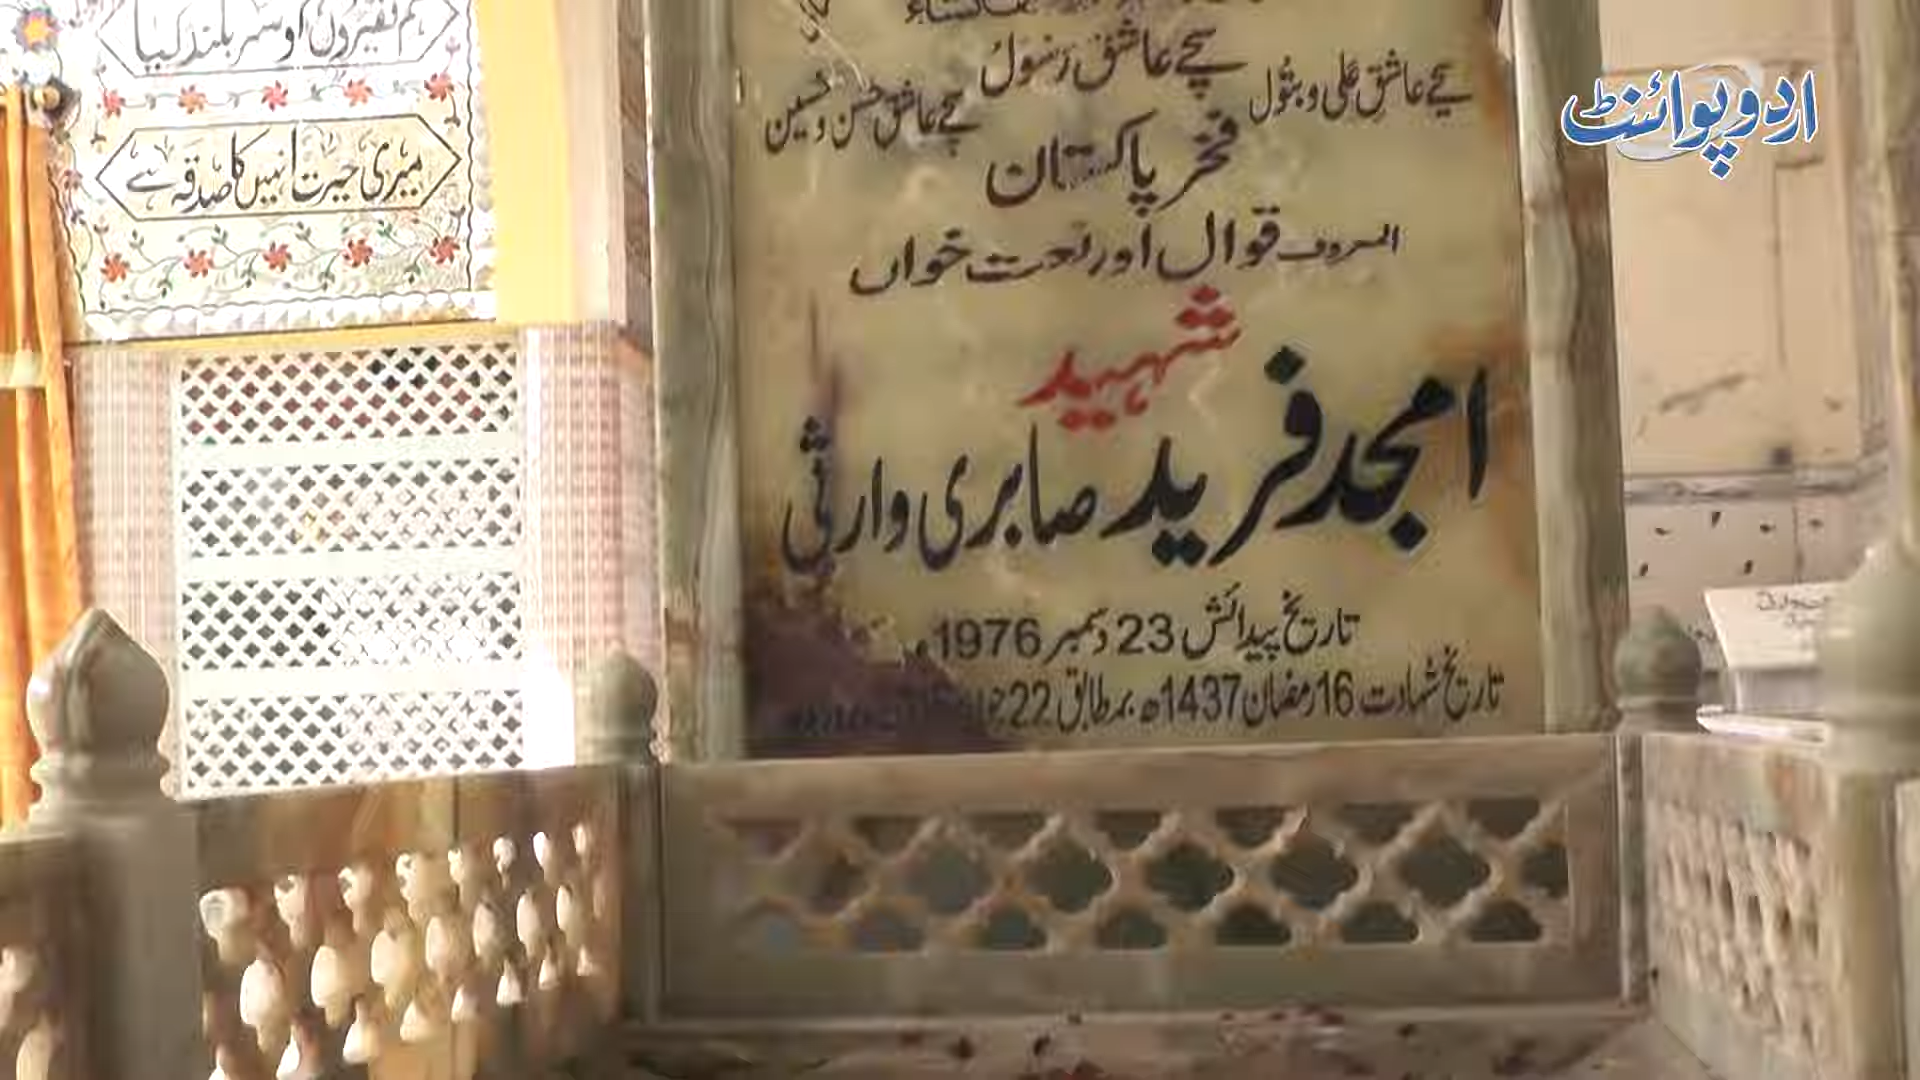 ہم فقیروں کو سر بلند کیا
میری حیرت انہیں کا صدقہ ہے
سچے عاشق رسولؐ
سچے عاشق علی و بتول
سچے عاشق حسن و حسین
فخر پاکستان
المعروف قوال اور نعت خواں
شہید
امجد فرید صابری وارثی
تاریخ پیدائش 23 دسمبر 1976ء
تاریخ شہادت 16 رمضان 1437ھ بمطابق 22
اردو پوائنٹ